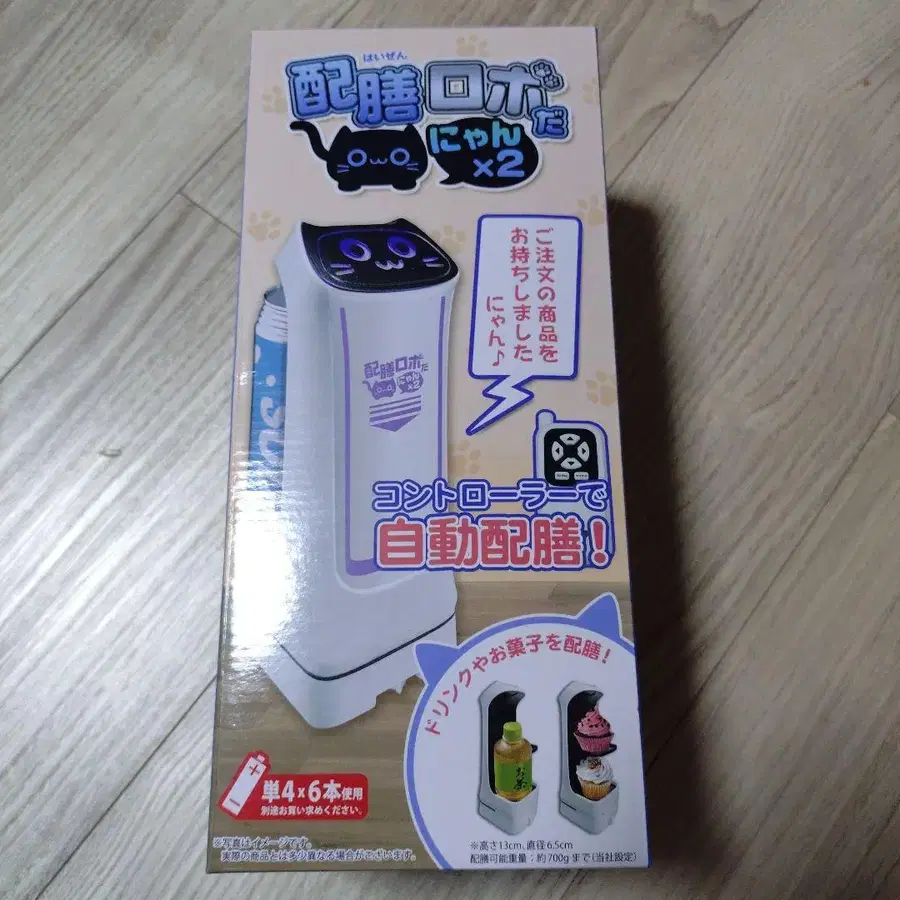 はいぜん
配膳ロボだ
にゃん
×2
ご注文の商品を
お持ちしました
にゃん♪
配膳ロボだ
にゃん
×2
コントローラーで
自動配膳！
ドリンクやお菓子を配膳！
お茶
単4×6本使用
別途お買い求めください。
※写真はイメージです。
実際の商品とは多少異なる場合がございます。
※高さ13cm、直径6.5cm
配膳可能重量：約700gまで（当社設定）